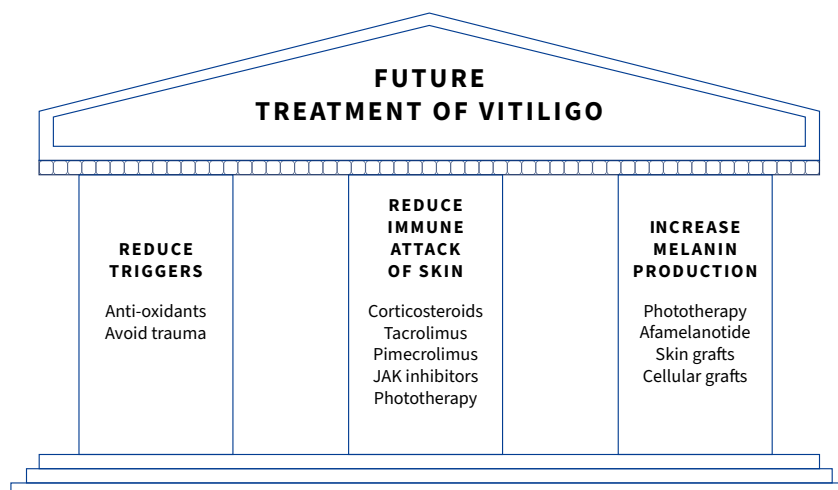 FUTURE
TREATMENT OF VITILIGO
REDUCE
TRIGGERS
Anti-oxidants
Avoid trauma
REDUCE
IMMUNE
ATTACK
OF SKIN
Corticosteroids
Tacrolimus
Pimecrolimus
JAK inhibitors
Phototherapy
INCREASE
MELANIN
PRODUCTION
Phototherapy
Afamelanotide
Skin grafts
Cellular grafts